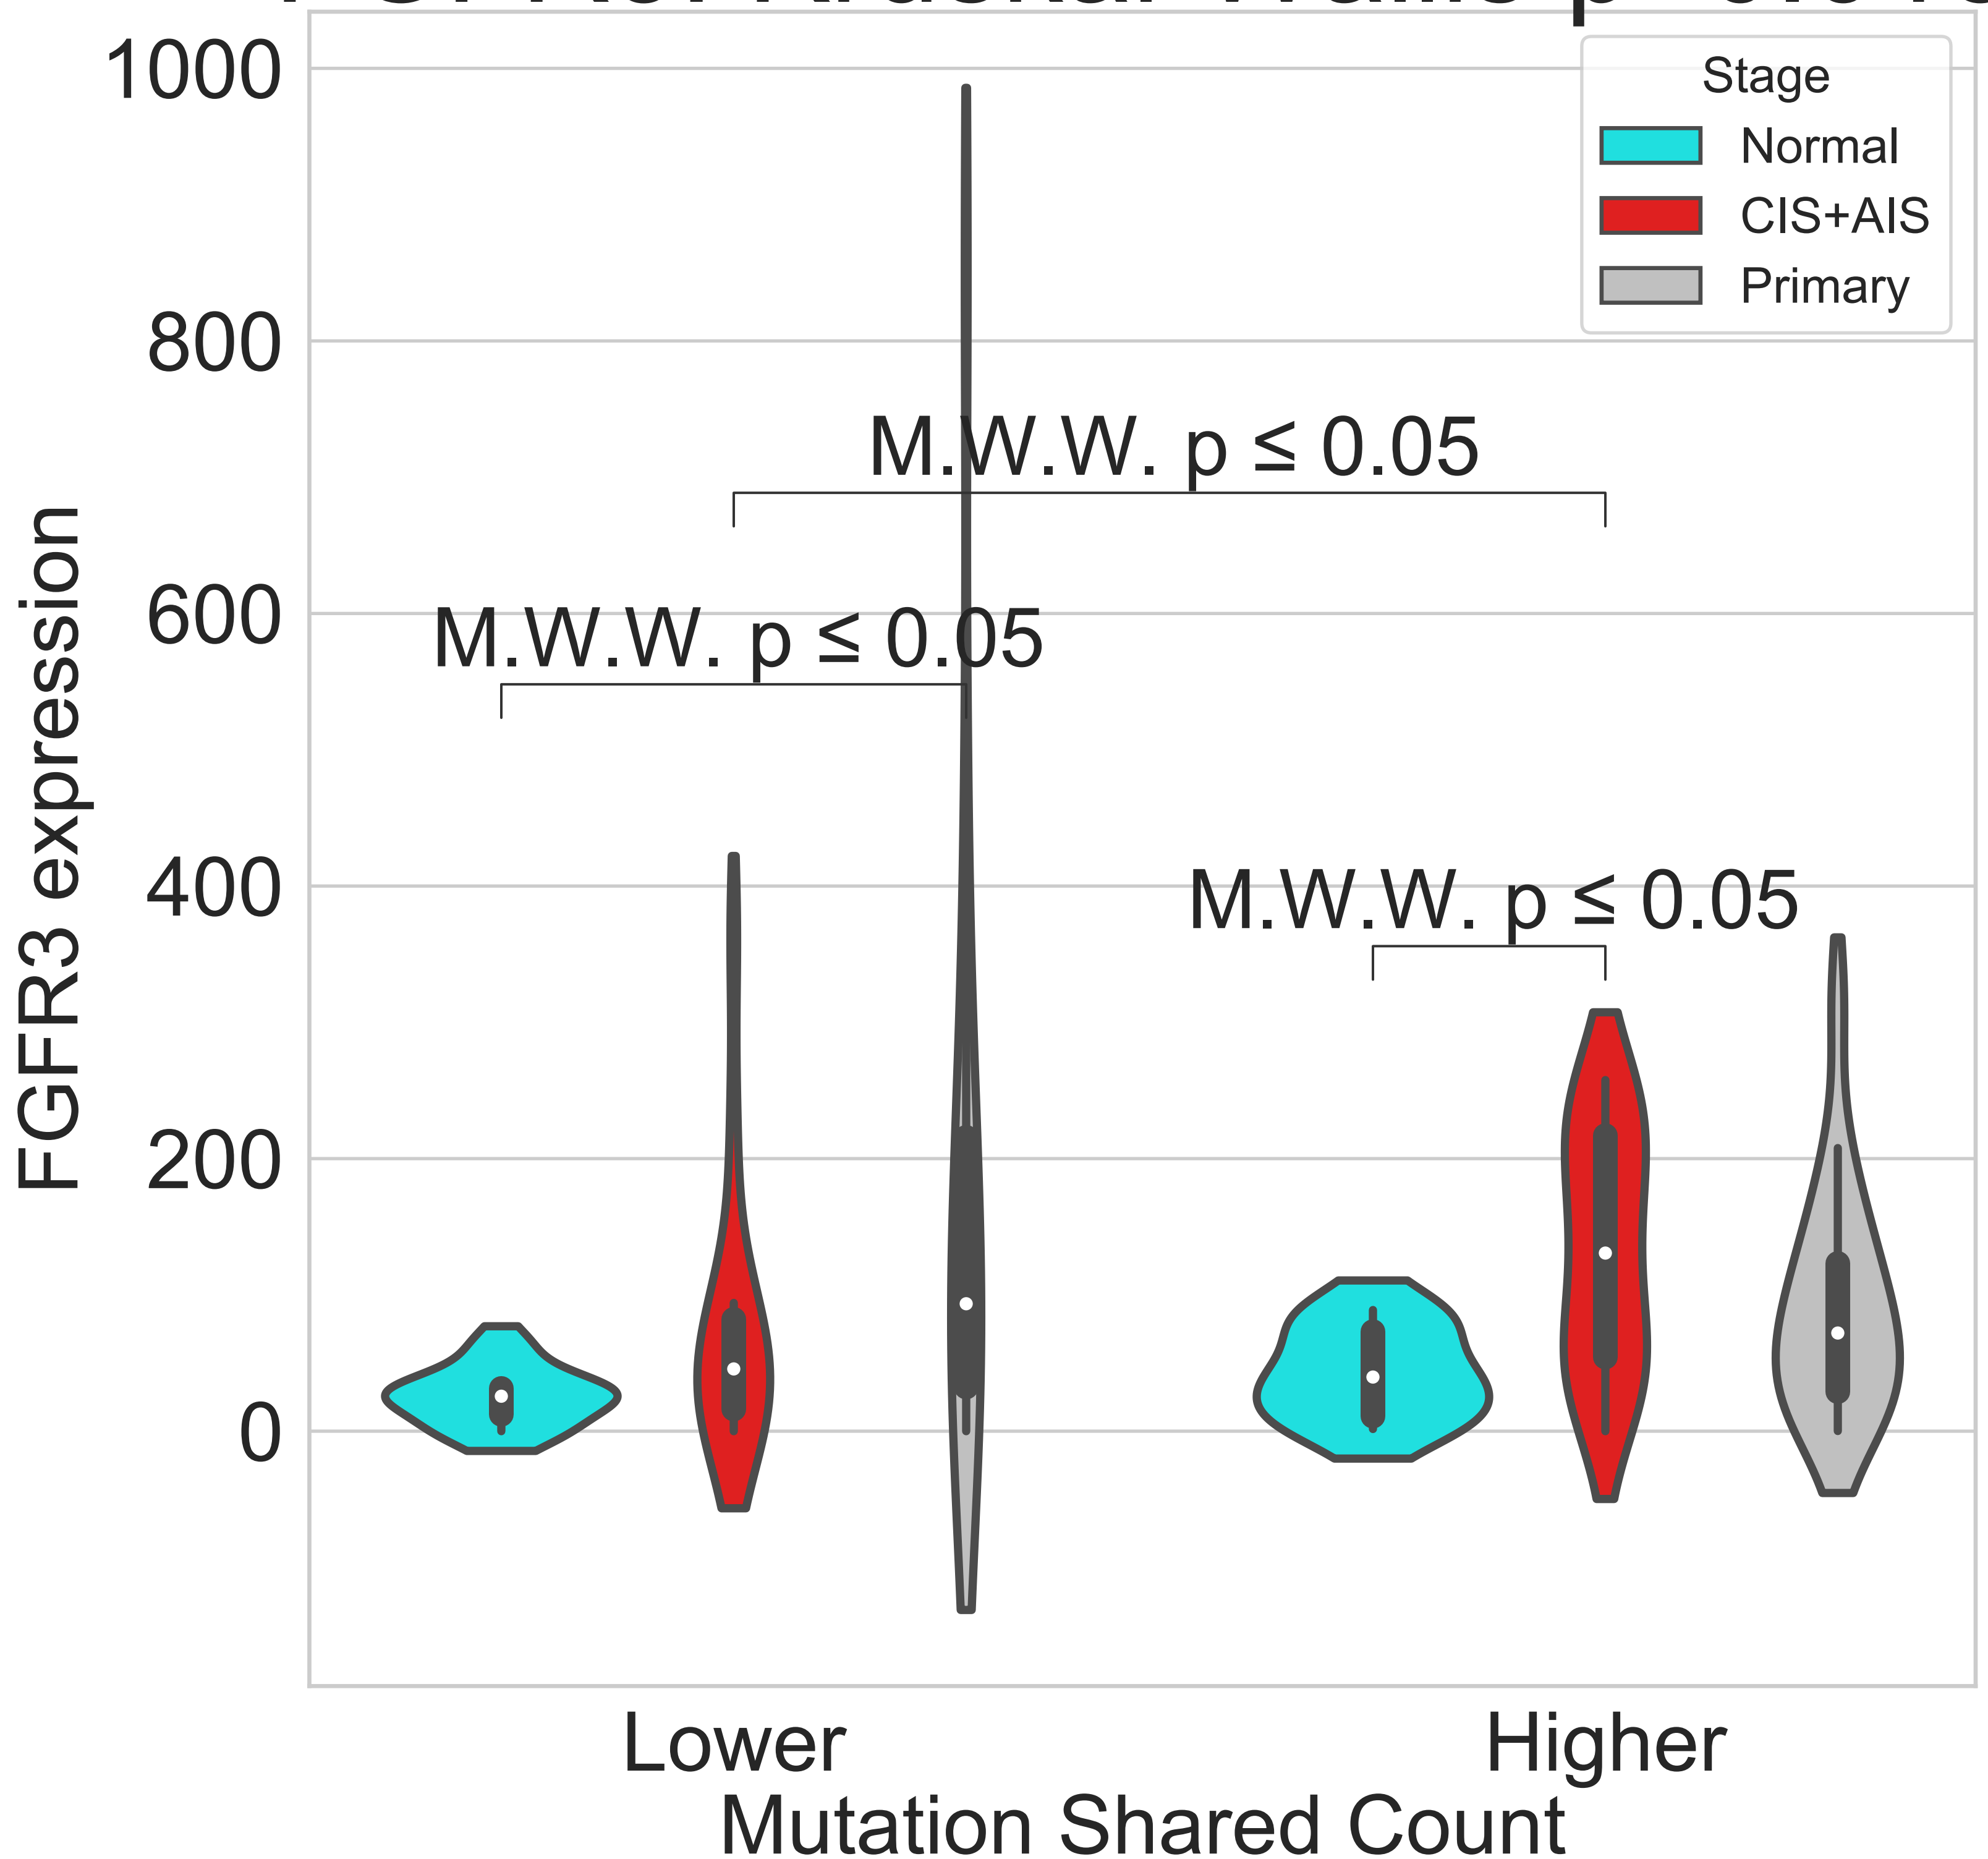 1000
800
600
400
200
0
FGFR3 expression
Stage
Normal
CIS+AIS
Primary
M.W.W. p ≤ 0.05
M.W.W. p ≤ 0.05
M.W.W. p ≤ 0.05
Lower
Higher
Mutation Shared Count